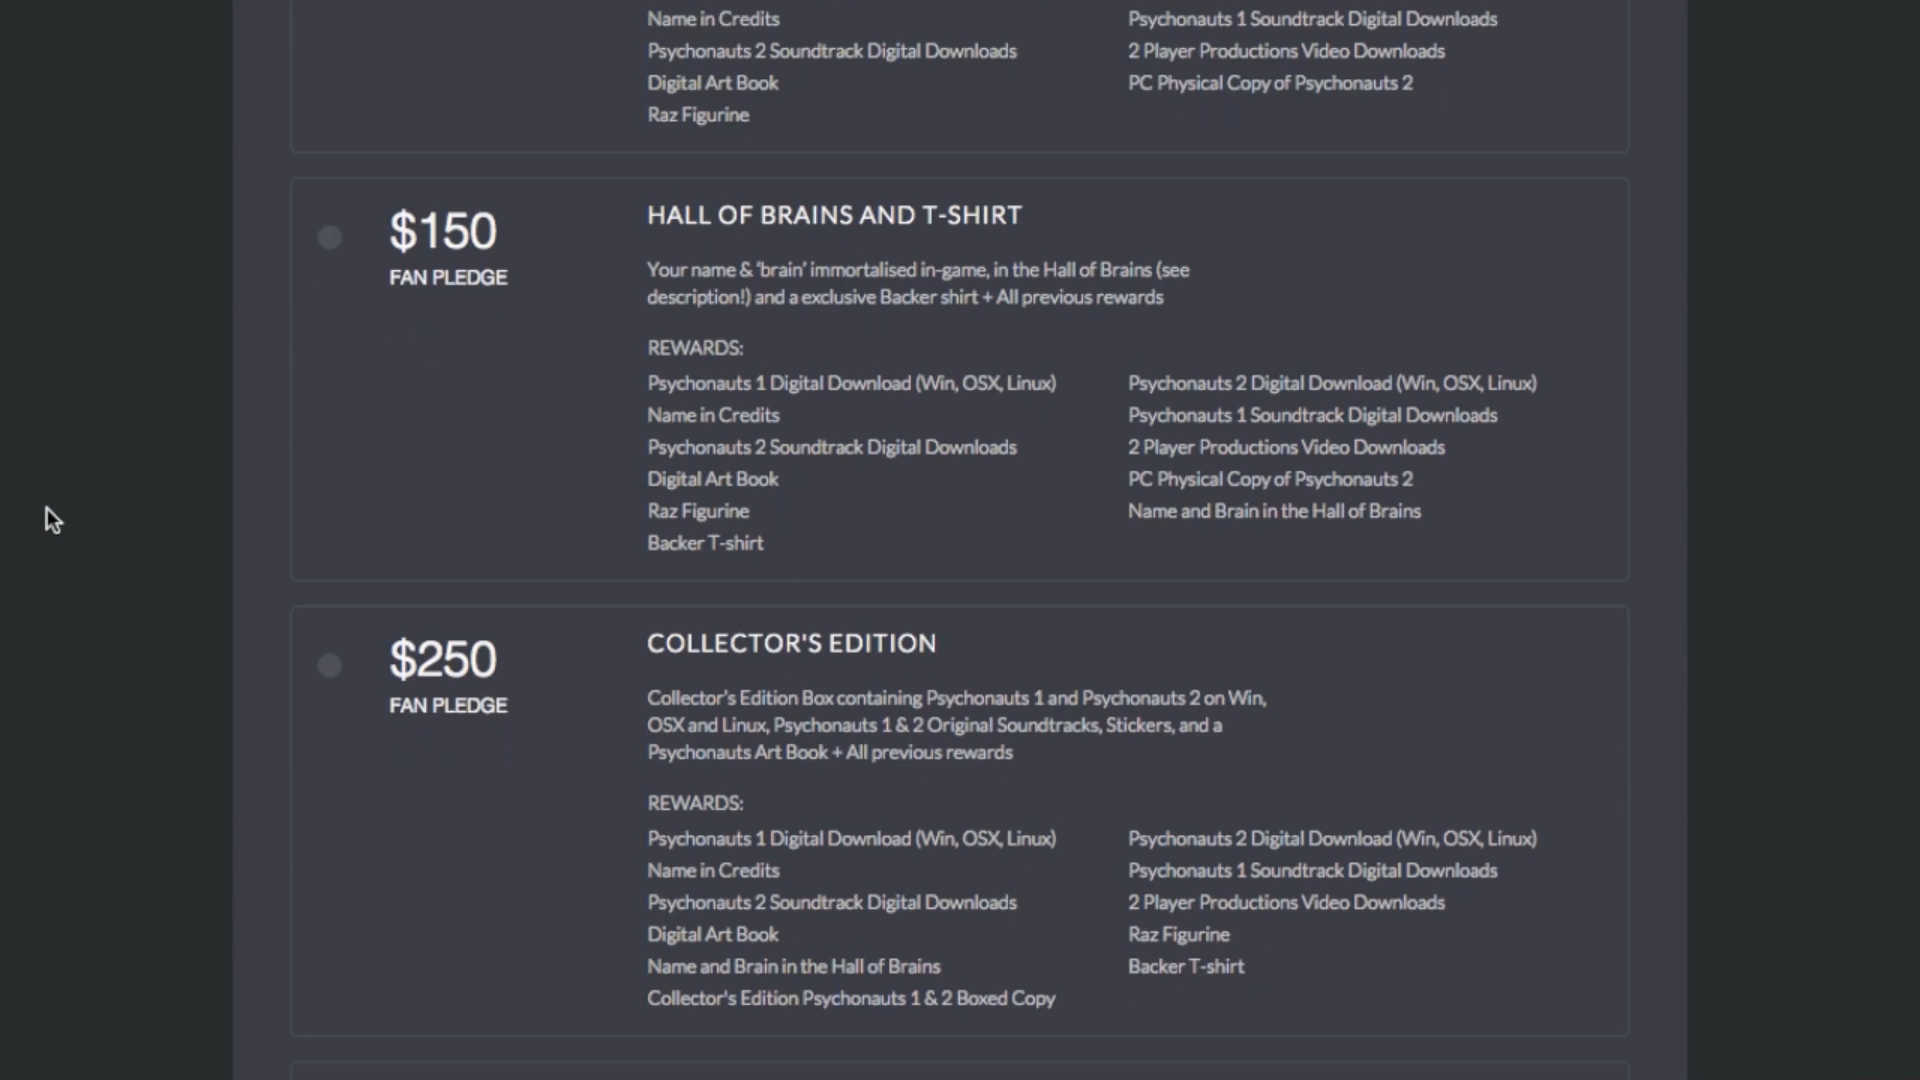 Name in Credits
Psychonauts 1 Soundtrack Digital Downloads
Psychonauts 2 Soundtrack Digital Downloads
2 Player Productions Video Downloads
Digital Art Book
PC Physical Copy of Psychonauts 2
Raz Figurine
$150
FAN PLEDGE
HALL OF BRAINS AND T-SHIRT
Your name & 'brain' immortalised in-game, in the Hall of Brains (see
description!) and a exclusive Backer shirt + All previous rewards
REWARDS:
Psychonauts 1 Digital Download (Win, OSX, Linux)
Psychonauts 2 Digital Download (Win, OSX, Linux)
Name in Credits
Psychonauts 1 Soundtrack Digital Downloads
Psychonauts 2 Soundtrack Digital Downloads
2 Player Productions Video Downloads
Digital Art Book
PC Physical Copy of Psychonauts 2
Raz Figurine
Name and Brain in the Hall of Brains
Backer T-shirt
$250
FAN PLEDGE
COLLECTOR'S EDITION
Collector's Edition Box containing Psychonauts 1 and Psychonauts 2 on Win,
OSX and Linux, Psychonauts 1 & 2 Original Soundtracks, Stickers, and a
Psychonauts Art Book + All previous rewards
REWARDS:
Psychonauts 1 Digital Download (Win, OSX, Linux)
Psychonauts 2 Digital Download (Win, OSX, Linux)
Name in Credits
Psychonauts 1 Soundtrack Digital Downloads
Psychonauts 2 Soundtrack Digital Downloads
2 Player Productions Video Downloads
Digital Art Book
Raz Figurine
Name and Brain in the Hall of Brains
Backer T-shirt
Collector's Edition Psychonauts 1 & 2 Boxed Copy